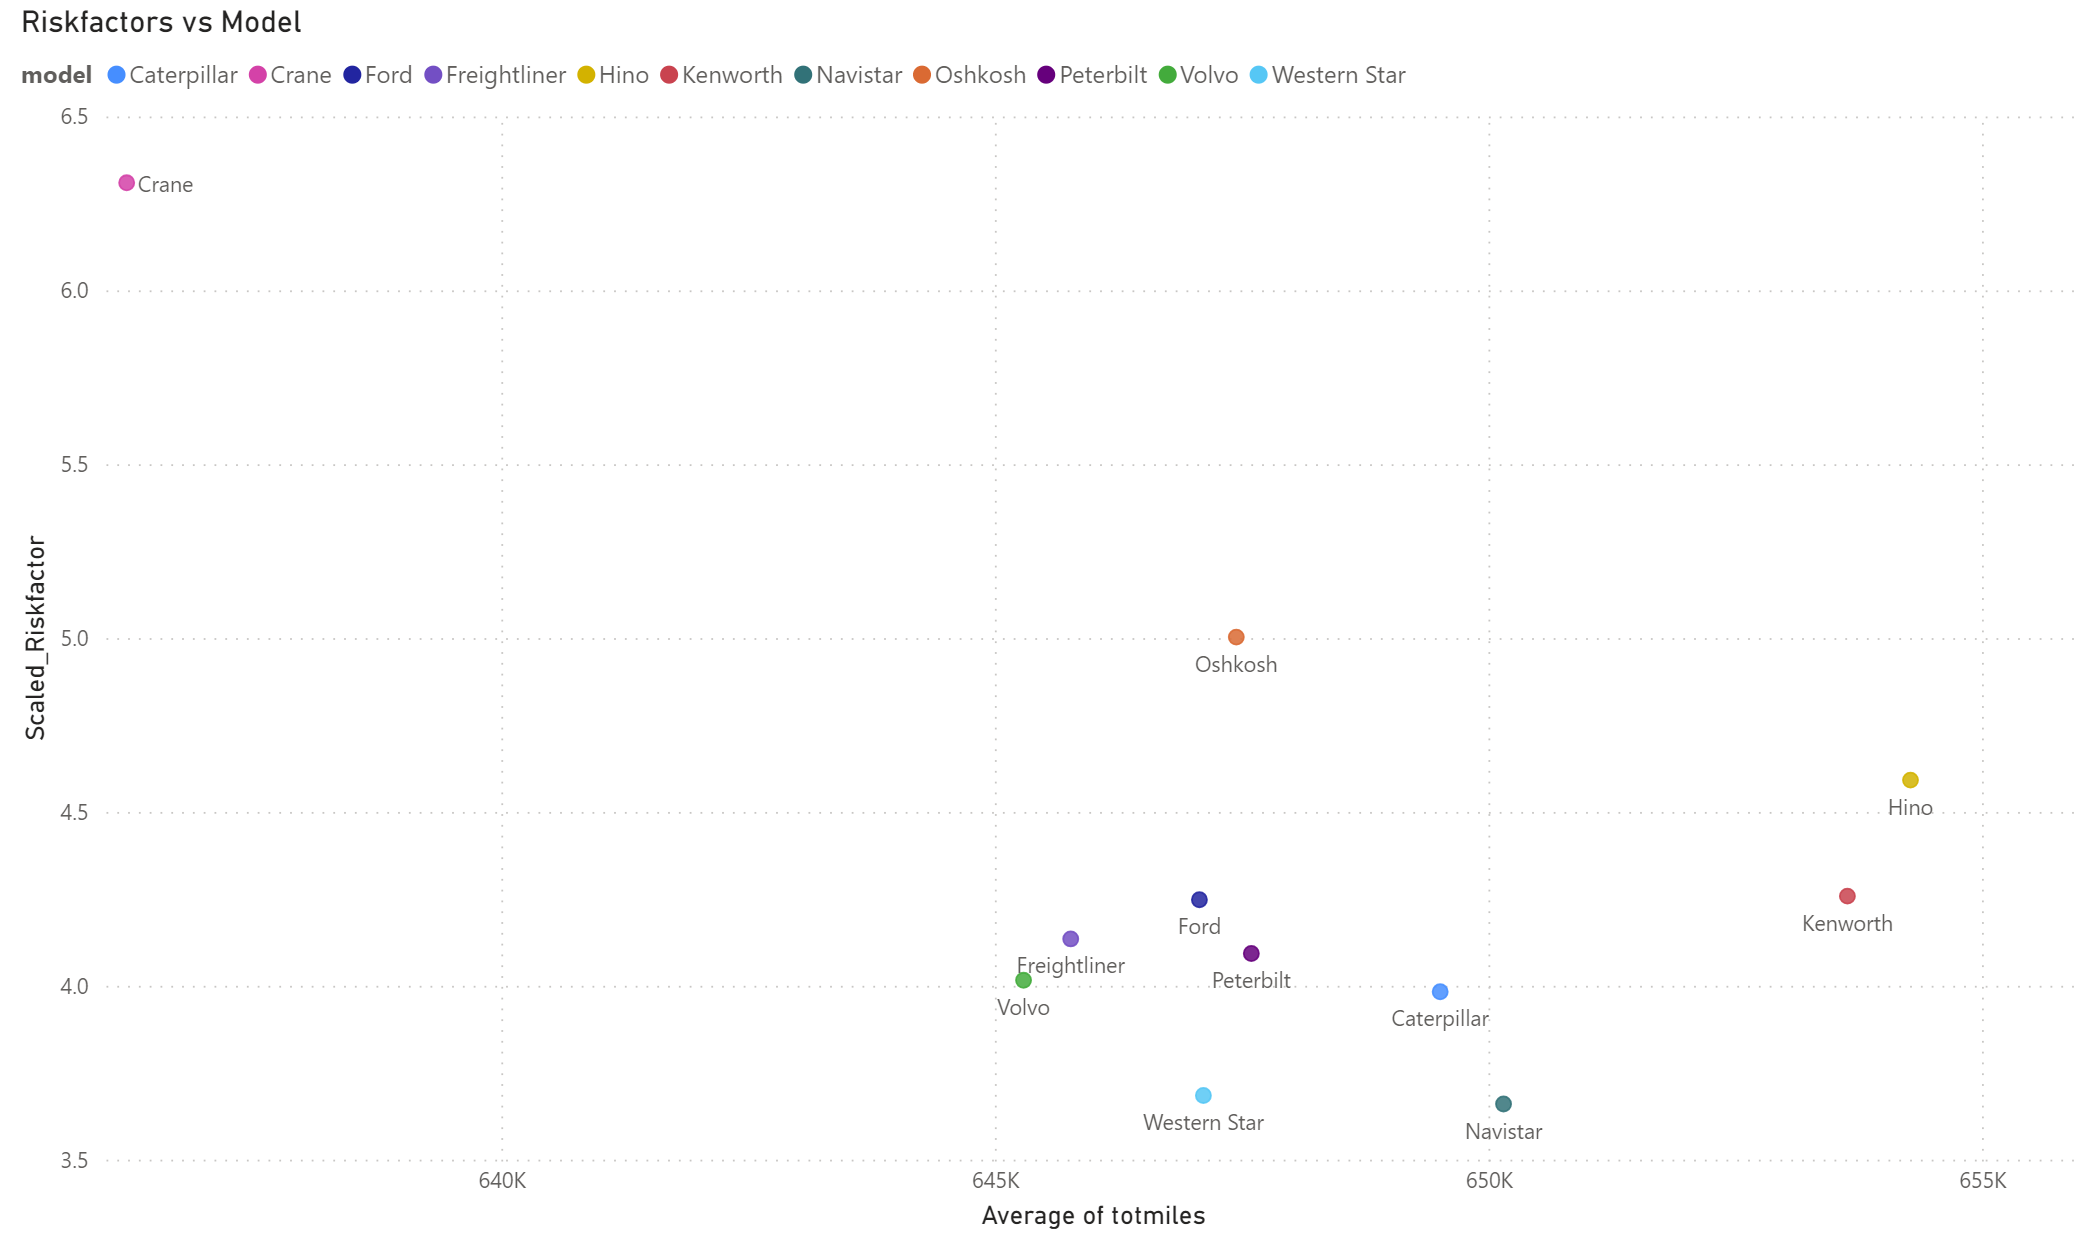 Riskfactors vs Model
model Caterpillar Crane Ford Freightliner Hino Kenworth Navistar Oshkosh Peterbilt Volvo Western Star
6.5
Crane
6.0
5.5
5.0
Oshkosh
Hino
4.5
Kenworth
Ford
Freightliner
Peterbilt
4.0
Volvo
Caterpillar
Western Star
Navistar
3.5
Scaled_Riskfactor
640K 645K 650K 655K
Average of totmiles